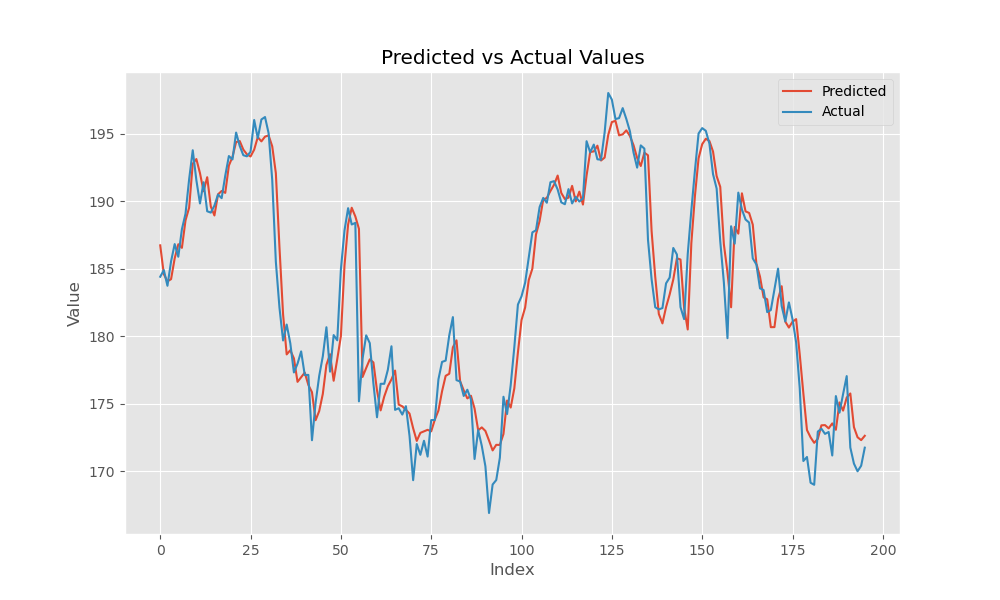 Predicted vs Actual Values
Predicted
Actual
Value
195
190
185
180
175
170
0 25 50 75 100 125 150 175 200
Index